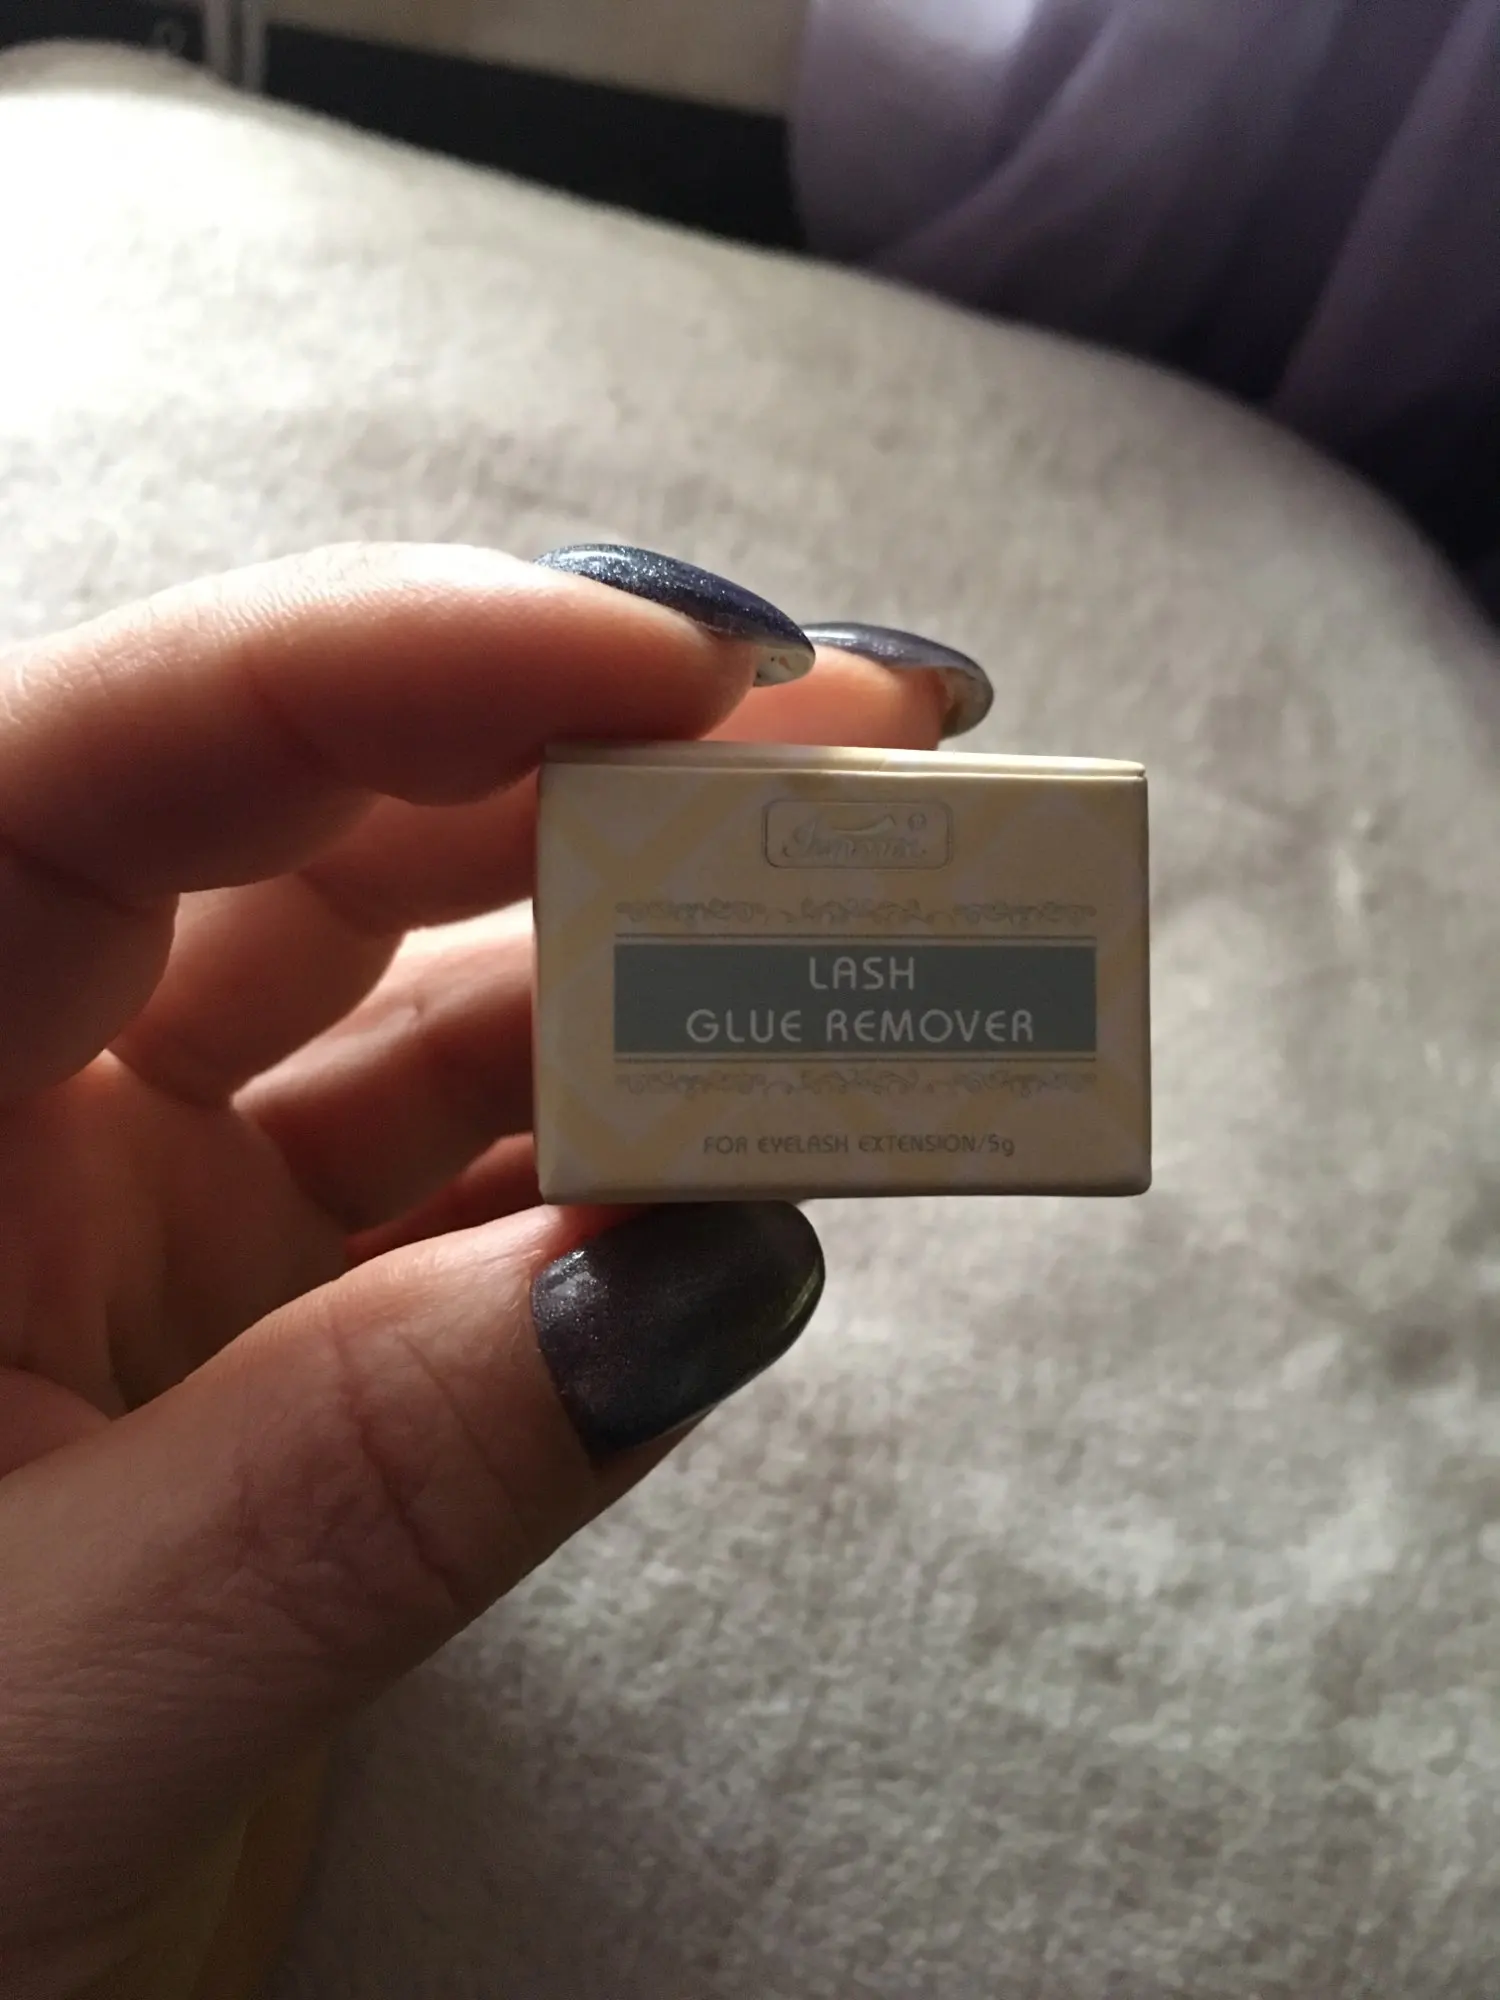 LASH
GLUE REMOVER
FOR EYELASH EXTENSION/5g